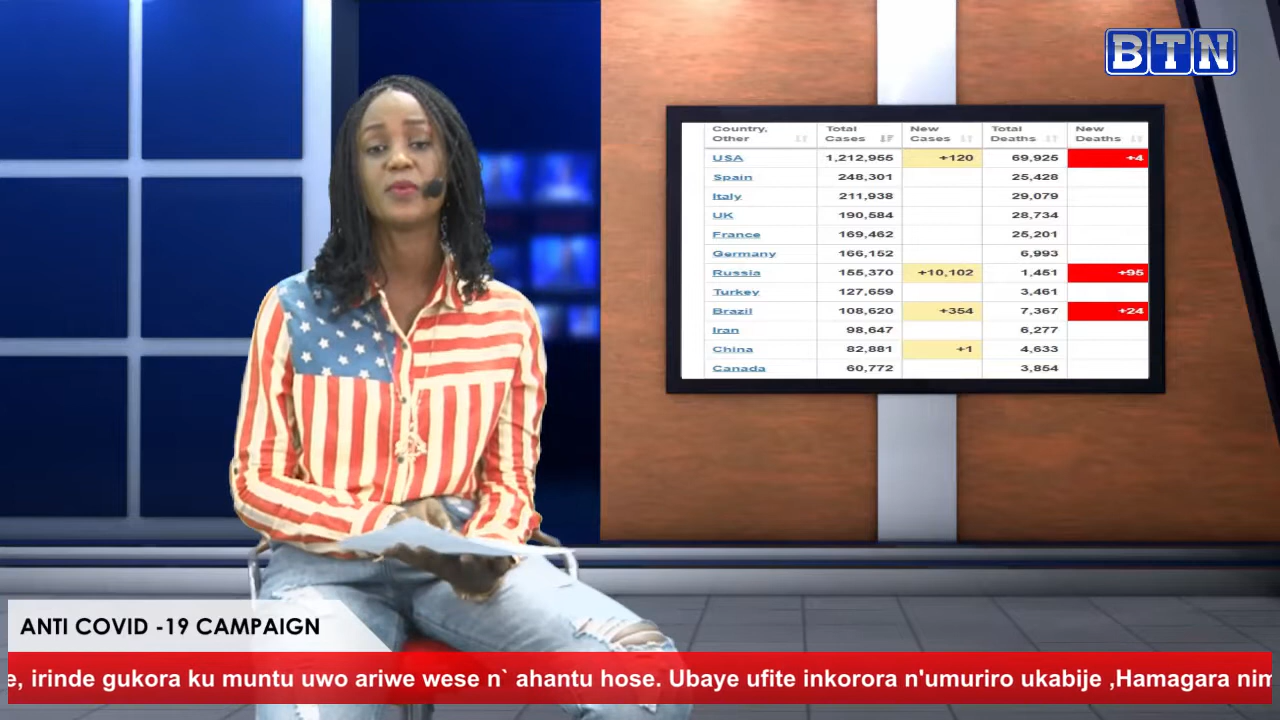 BTN
Country, Other Total Cases New Cases Total Deaths New Deaths
USA 1,212,955 +120 69,925 +4
Spain 248,301 25,428
Italy 211,938 29,079
UK 190,584 28,734
France 169,462 25,201
Germany 166,152 6,993
Russia 155,370 +10,102 1,451 +95
Turkey 127,659 3,461
Brazil 108,620 +354 7,367 +24
Iran 98,647 6,277
China 82,881 +1 4,633
Canada 60,772 3,854
ANTI COVID -19 CAMPAIGN
e, irinde gukora ku muntu uwo ariwe wese n` ahantu hose. Ubaye ufite inkorora n'umuriro ukabije ,Hamagara nim